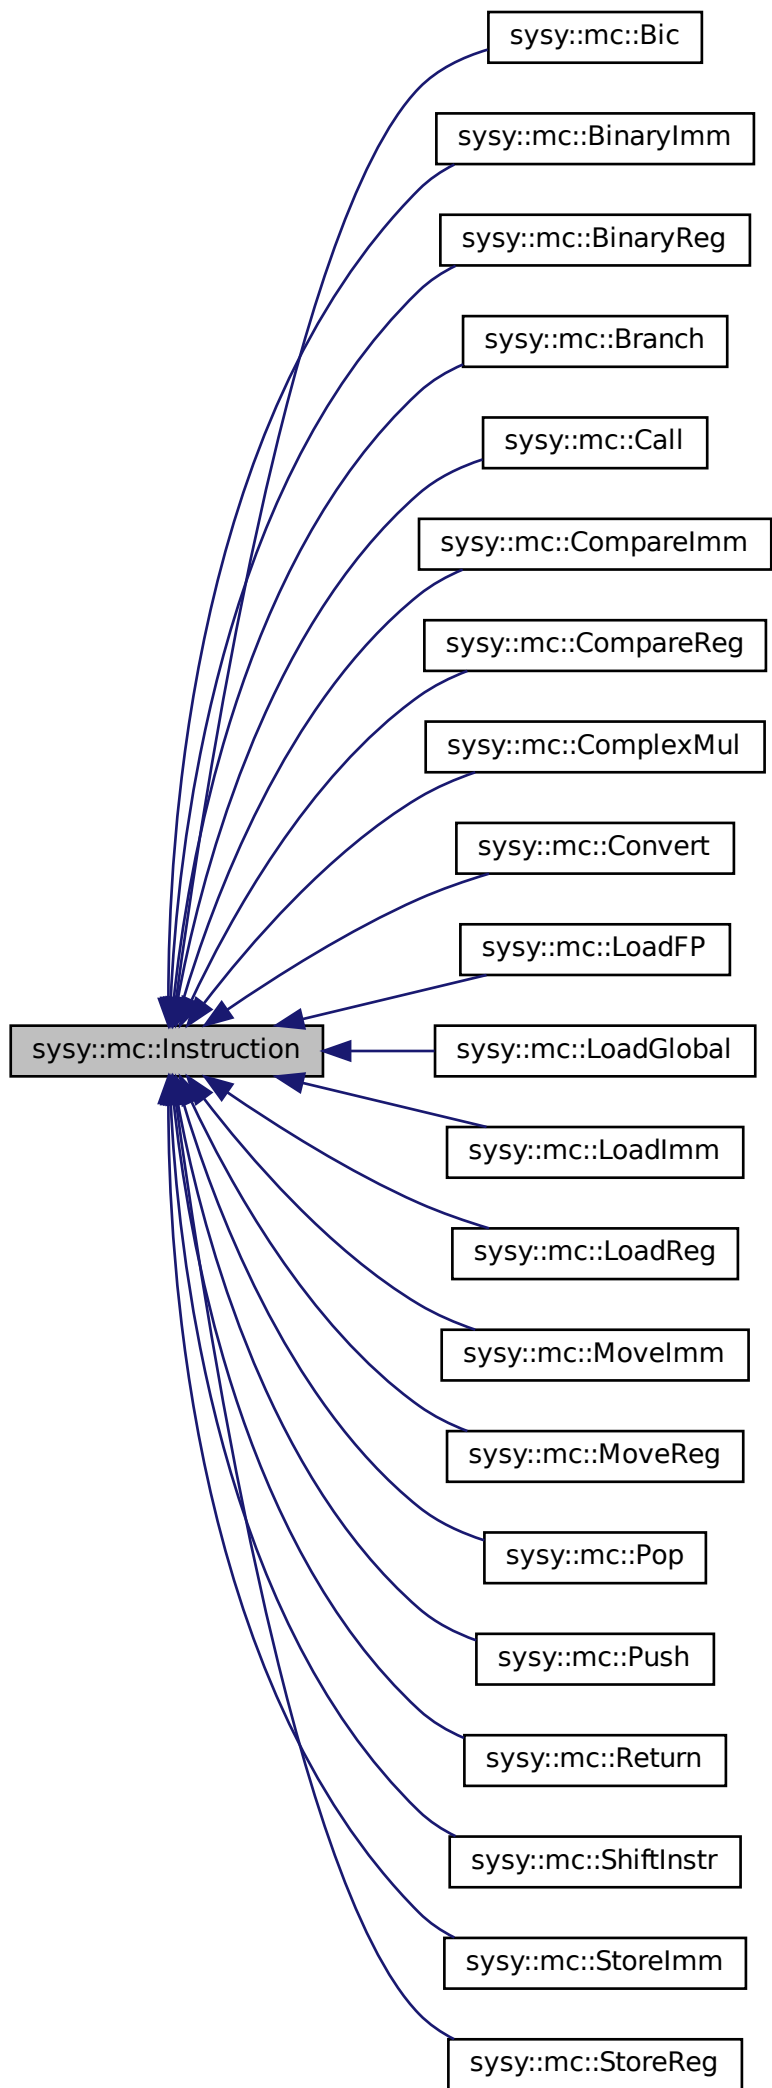 sysy::mc::Bic
sysy::mc::BinaryImm
sysy::mc::BinaryReg
sysy::mc::Branch
sysy::mc::Call
sysy::mc::CompareImm
sysy::mc::CompareReg
sysy::mc::ComplexMul
sysy::mc::Convert
sysy::mc::LoadFP
sysy::mc::Instruction
sysy::mc::LoadGlobal
sysy::mc::LoadImm
sysy::mc::LoadReg
sysy::mc::MoveImm
sysy::mc::MoveReg
sysy::mc::Pop
sysy::mc::Push
sysy::mc::Return
sysy::mc::ShiftInstr
sysy::mc::StoreImm
sysy::mc::StoreReg